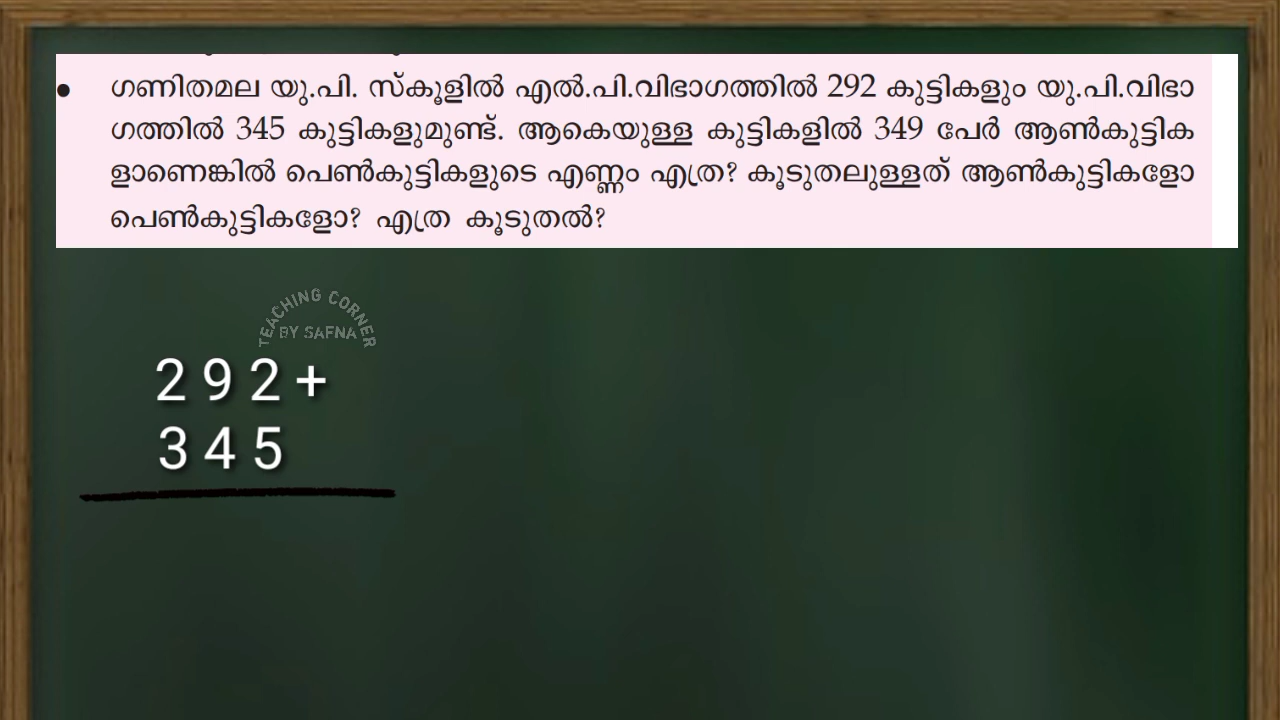 • ഗണിതമല യു.പി. സ്കൂളിൽ എൽ.പി.വിഭാഗത്തിൽ 292 കുട്ടികളും യു.പി.വിഭാ
ഗത്തിൽ 345 കുട്ടികളുമുണ്ട്. ആകെയുള്ള കുട്ടികളിൽ 349 പേർ ആൺകുട്ടിക
ളാണെങ്കിൽ പെൺകുട്ടികളുടെ എണ്ണം എത്ര? കൂടുതലുള്ളത് ആൺകുട്ടികളോ
പെൺകുട്ടികളോ? എത്ര കൂടുതൽ?
TEACHING CORNER
BY SAFNA
2 9 2 +
3 4 5